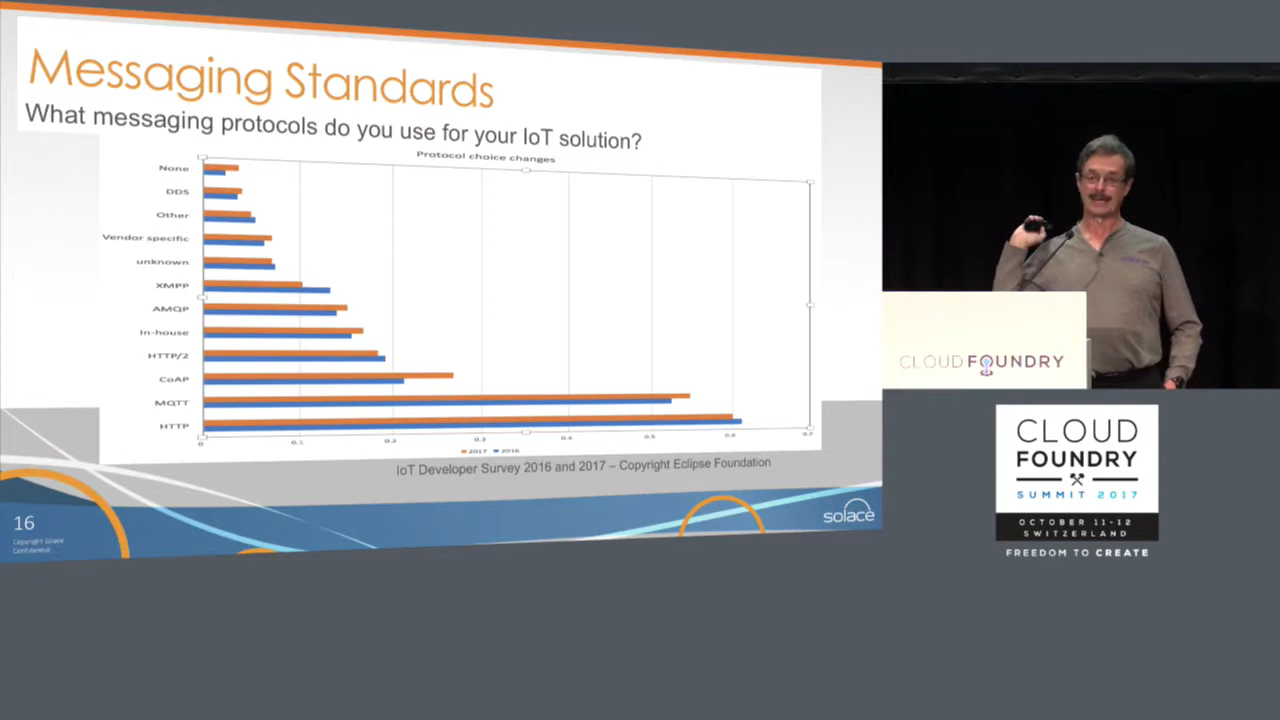 Messaging Standards
What messaging protocols do you use for your IoT solution?
Protocol choice changes
None
DDS
Other
Vendor specific
unknown
XMPP
AMQP
In-house
HTTP/2
CoAP
MQTT
HTTP
0 0.1 0.2 0.3 0.4 0.5 0.6 0.7
2017 2016
IoT Developer Survey 2016 and 2017 – Copyright Eclipse Foundation
16
Copyright Solace
Confidential
solace
CLOUD FOUNDRY
CLOUD
FOUNDRY
SUMMIT 2017
OCTOBER 11-12
SWITZERLAND
FREEDOM TO CREATE